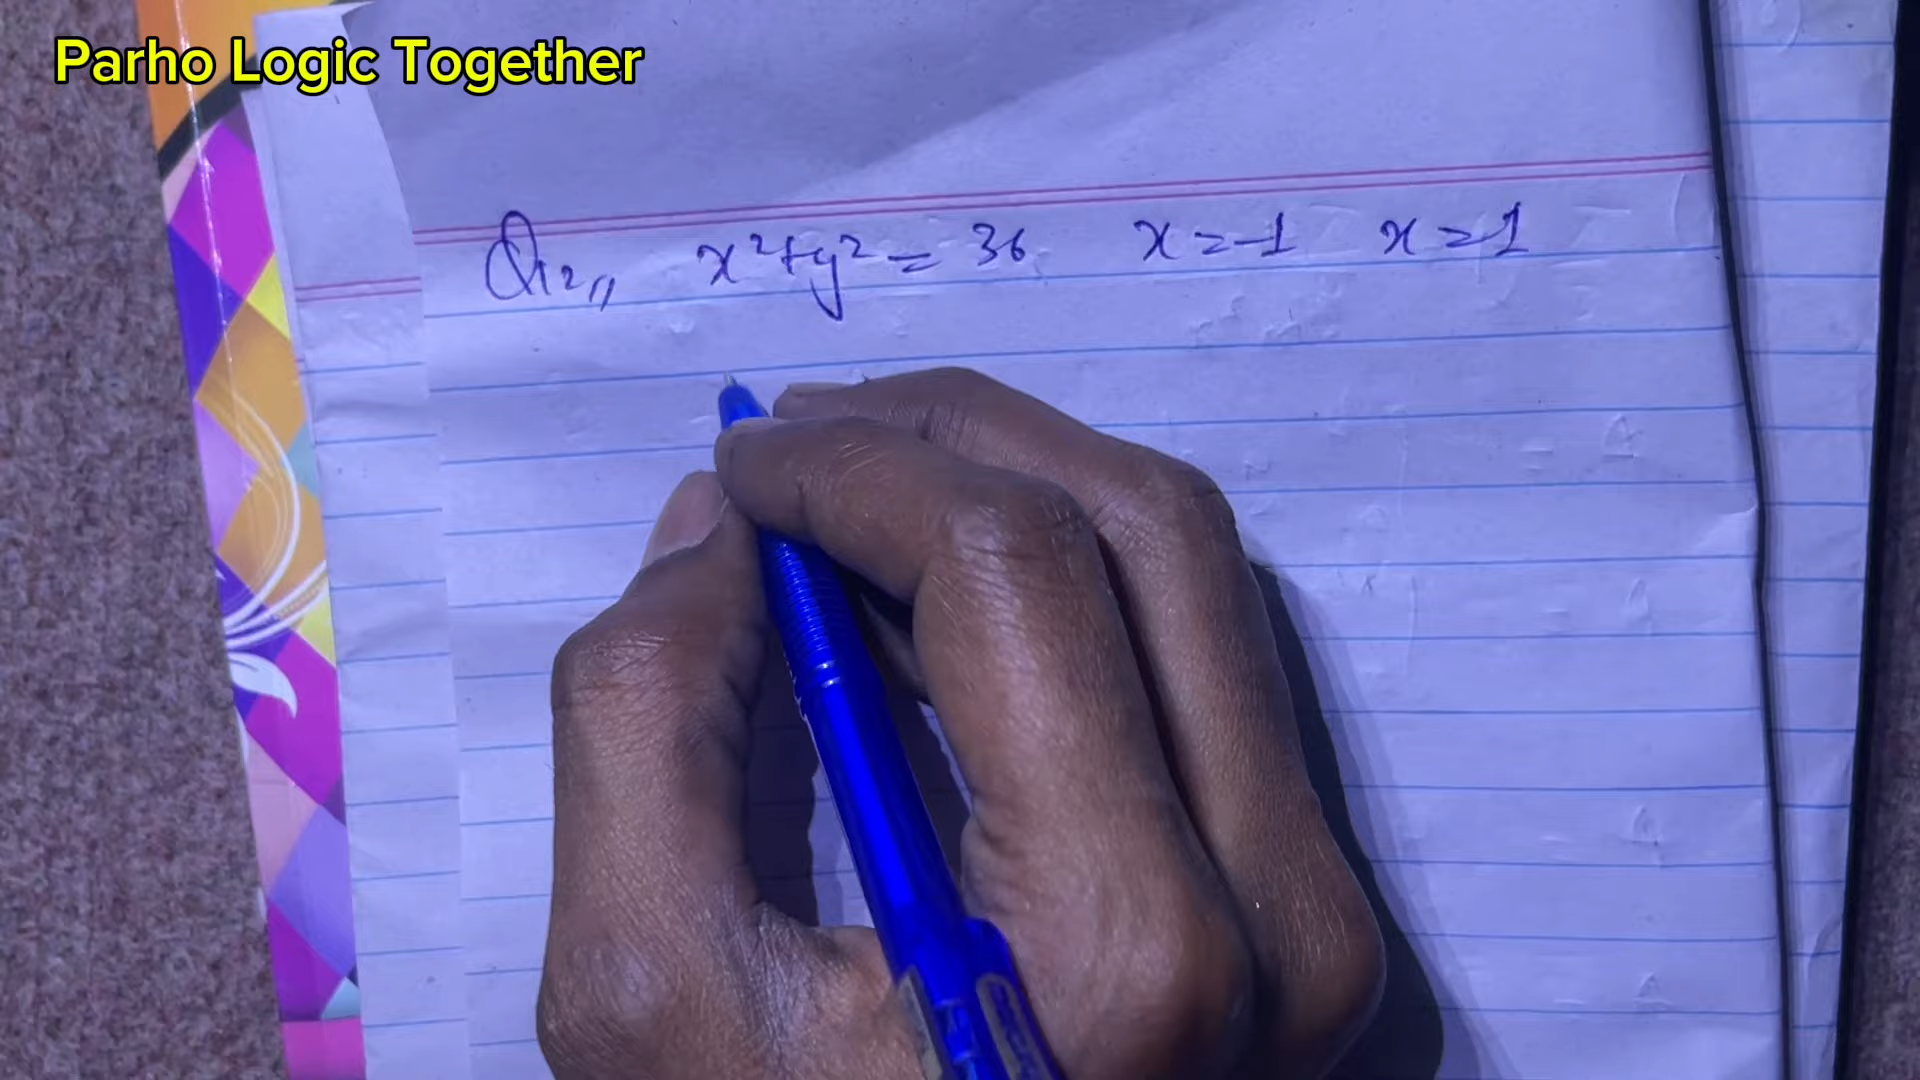 Parho Logic Together
Q12,, x²+y² = 36 x=-1 x=1